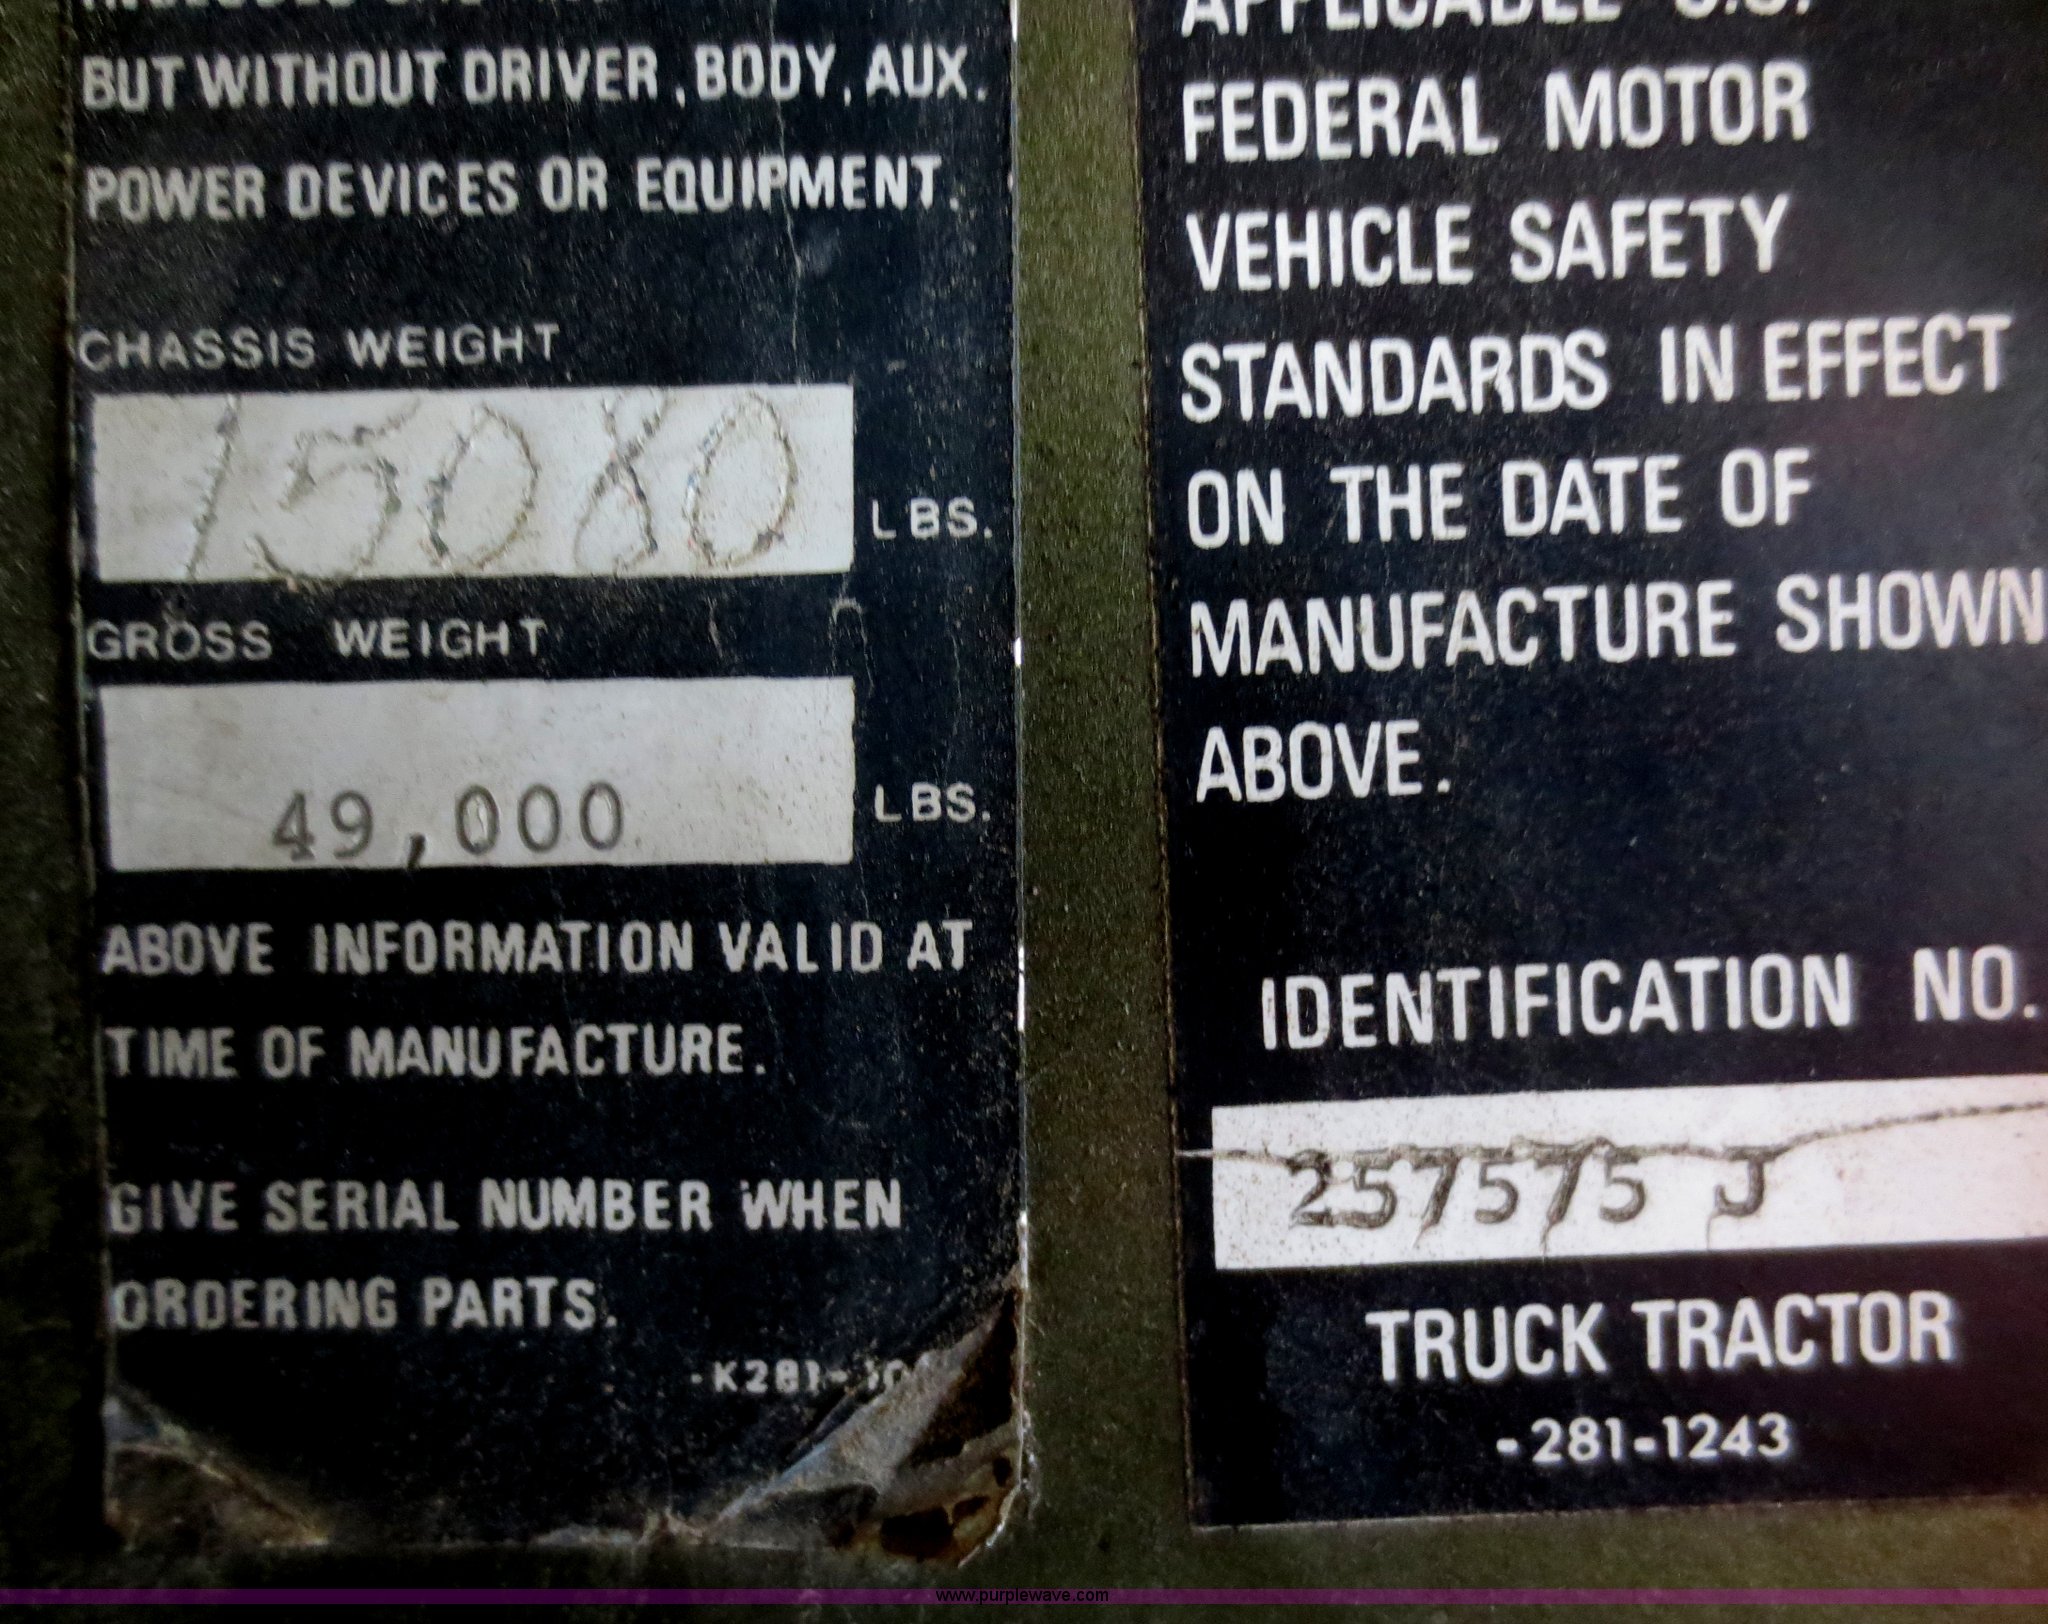 BUT WITHOUT DRIVER, BODY, AUX.
POWER DEVICES OR EQUIPMENT.
CHASSIS WEIGHT
15080 LBS.
GROSS WEIGHT
49,000 LBS.
ABOVE INFORMATION VALID AT
TIME OF MANUFACTURE.
GIVE SERIAL NUMBER WHEN
ORDERING PARTS.
-K281-
APPLICABLE U.S.
FEDERAL MOTOR
VEHICLE SAFETY
STANDARDS IN EFFECT
ON THE DATE OF
MANUFACTURE SHOWN
ABOVE.
IDENTIFICATION NO.
257575 J
TRUCK TRACTOR
-281-1243
www.purplewave.com